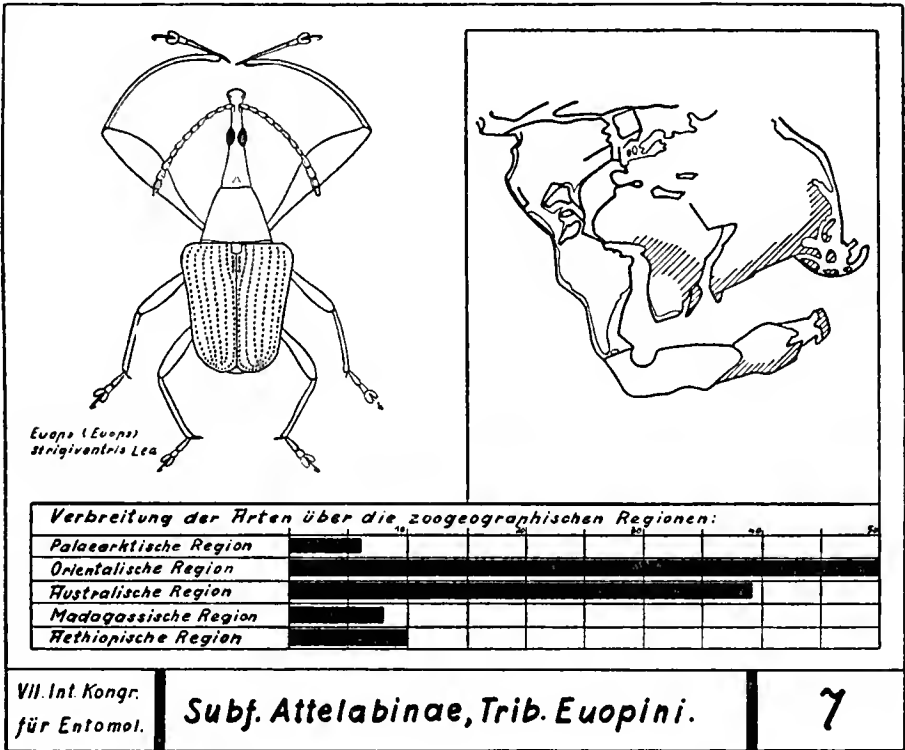 Euops (Euops)
strigiventris Lea
Verbreitung der Arten über die zoogeographischen Regionen:
10 20 30 40 50
Palaearktische Region
Orientalische Region
Australische Region
Madagassische Region
Aethiopische Region
VII. Int. Kongr.
für Entomol.
Subf. Attelabinae, Trib. Euopini.
7